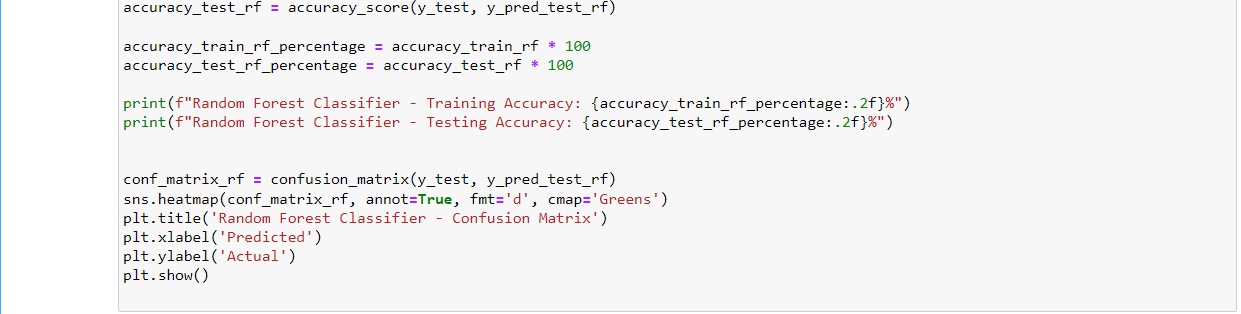 accuracy_test_rf = accuracy_score(y_test, y_pred_test_rf)
accuracy_train_rf_percentage = accuracy_train_rf * 100
accuracy_test_rf_percentage = accuracy_test_rf * 100
print(f"Random Forest Classifier - Training Accuracy: {accuracy_train_rf_percentage:.2f}%")
print(f"Random Forest Classifier - Testing Accuracy: {accuracy_test_rf_percentage:.2f}%")
conf_matrix_rf = confusion_matrix(y_test, y_pred_test_rf)
sns.heatmap(conf_matrix_rf, annot=True, fmt='d', cmap='Greens')
plt.title('Random Forest Classifier - Confusion Matrix')
plt.xlabel('Predicted')
plt.ylabel('Actual')
plt.show()